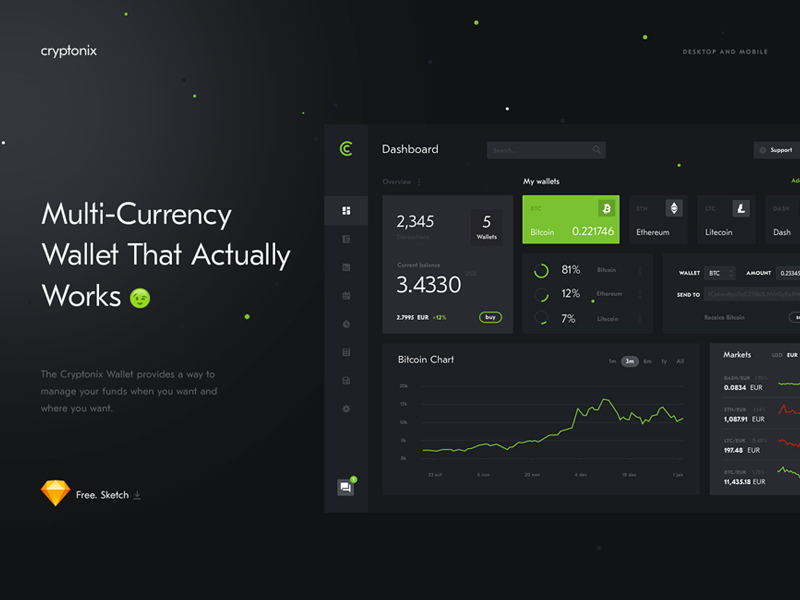 cryptonix
DESKTOP AND MOBILE
Multi-Currency
Wallet That Actually
Works
The Cryptonix Wallet provides a way to
manage your funds when you want and
where you want.
Free. Sketch
Dashboard
Search...
Support
Overview
My wallets
2,345
Transactions
5
Wallets
Current balance
3.4330
USD
2.7995 EUR +12%
buy
BTC
Bitcoin 0.221746
ETH
Ethereum
LTC
Litecoin
DASH
Dash
81% Bitcoin
12% Ethereum
7% Litecoin
WALLET BTC AMOUNT
SEND TO
Receive Bitcoin
Bitcoin Chart
1m 3m 6m 1y All
20k
15k
10k
22 oct 6 nov 20 nov 4 dec 18 dec 1 jan
Markets USD EUR
DASH/EUR
0.0834 EUR
ETH/EUR
1,087.91 EUR
LTC/EUR
197.48 EUR
BTC/EUR
11,435.18 EUR
1